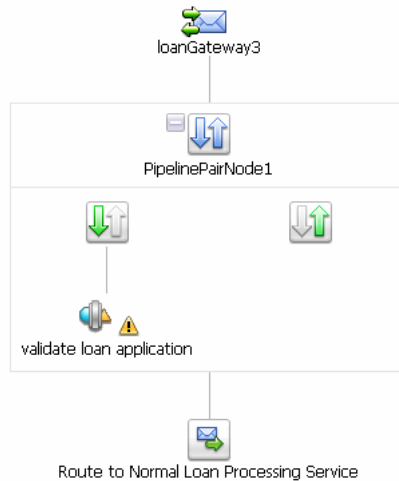 loanGateway3
PipelinePairNode1
validate loan application
Route to Normal Loan Processing Service